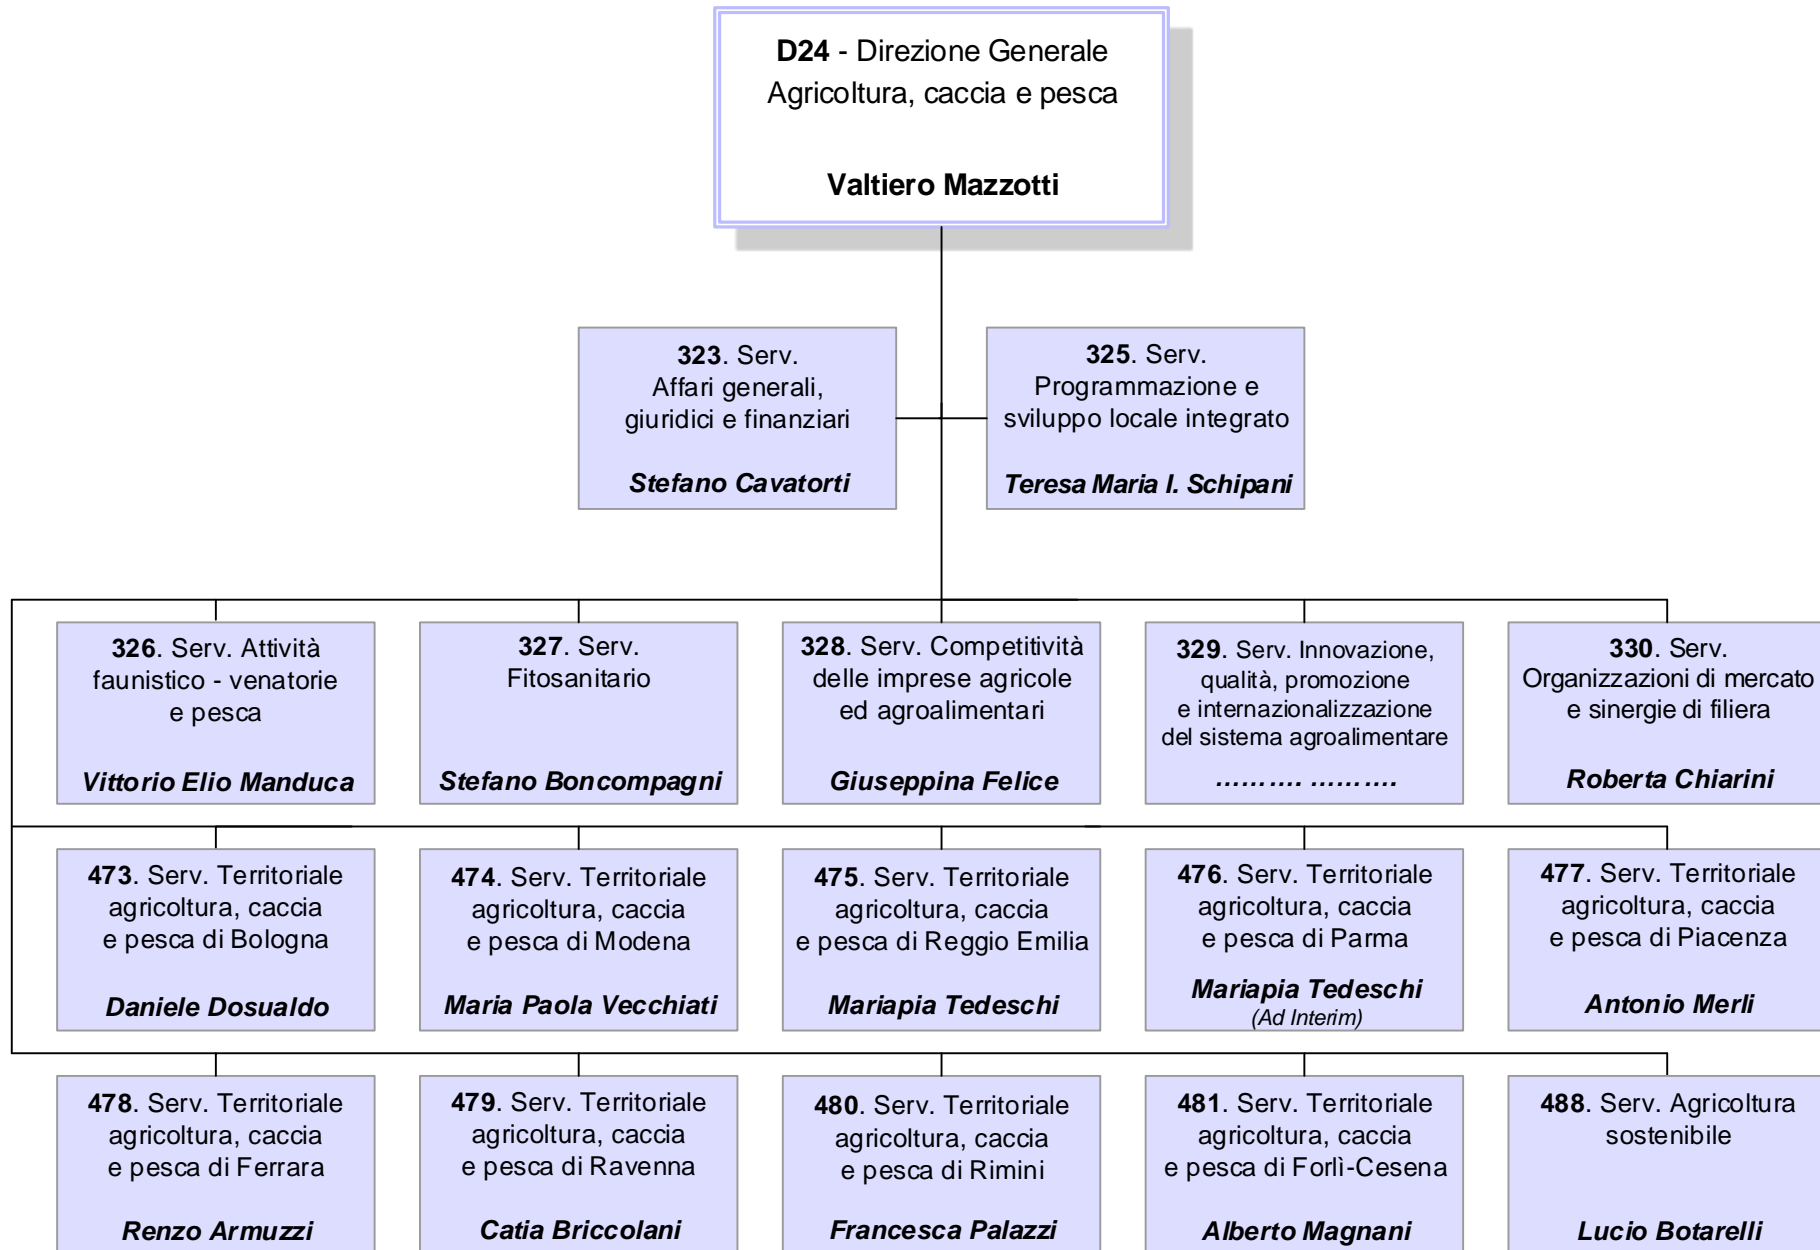 D24 - Direzione Generale
Agricoltura, caccia e pesca
Valtiero Mazzotti
323. Serv.
Affari generali,
giuridici e finanziari
Stefano Cavatorti
325. Serv.
Programmazione e
sviluppo locale integrato
Teresa Maria I. Schipani
326. Serv. Attività
faunistico - venatorie
e pesca
Vittorio Elio Manduca
327. Serv.
Fitosanitario
Stefano Boncompagni
328. Serv. Competitività
delle imprese agricole
ed agroalimentari
Giuseppina Felice
329. Serv. Innovazione,
qualità, promozione
e internazionalizzazione
del sistema agroalimentare
………. ……….
330. Serv.
Organizzazioni di mercato
e sinergie di filiera
Roberta Chiarini
473. Serv. Territoriale
agricoltura, caccia
e pesca di Bologna
Daniele Dosualdo
474. Serv. Territoriale
agricoltura, caccia
e pesca di Modena
Maria Paola Vecchiati
475. Serv. Territoriale
agricoltura, caccia
e pesca di Reggio Emilia
Mariapia Tedeschi
476. Serv. Territoriale
agricoltura, caccia
e pesca di Parma
Mariapia Tedeschi
(Ad Interim)
477. Serv. Territoriale
agricoltura, caccia
e pesca di Piacenza
Antonio Merli
478. Serv. Territoriale
agricoltura, caccia
e pesca di Ferrara
Renzo Armuzzi
479. Serv. Territoriale
agricoltura, caccia
e pesca di Ravenna
Catia Briccolani
480. Serv. Territoriale
agricoltura, caccia
e pesca di Rimini
Francesca Palazzi
481. Serv. Territoriale
agricoltura, caccia
e pesca di Forlì-Cesena
Alberto Magnani
488. Serv. Agricoltura
sostenibile
Lucio Botarelli